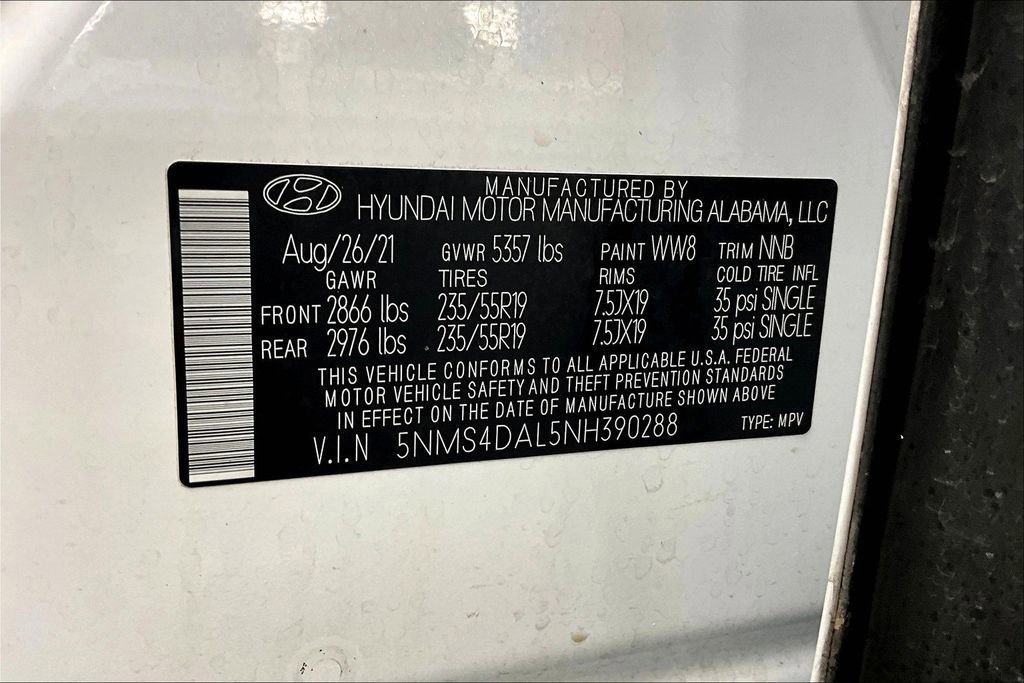 MANUFACTURED BY
HYUNDAI MOTOR MANUFACTURING ALABAMA, LLC
Aug/26/21 GVWR 5357 lbs PAINT WW8 TRIM NNB
GAWR TIRES RIMS COLD TIRE INFL
FRONT 2866 lbs 235/55R19 7.5JX19 35 psi SINGLE
REAR 2976 lbs 235/55R19 7.5JX19 35 psi SINGLE
THIS VEHICLE CONFORMS TO ALL APPLICABLE U.S.A. FEDERAL
MOTOR VEHICLE SAFETY AND THEFT PREVENTION STANDARDS
IN EFFECT ON THE DATE OF MANUFACTURE SHOWN ABOVE
V.I.N 5NMS4DAL5NH390288 TYPE: MPV